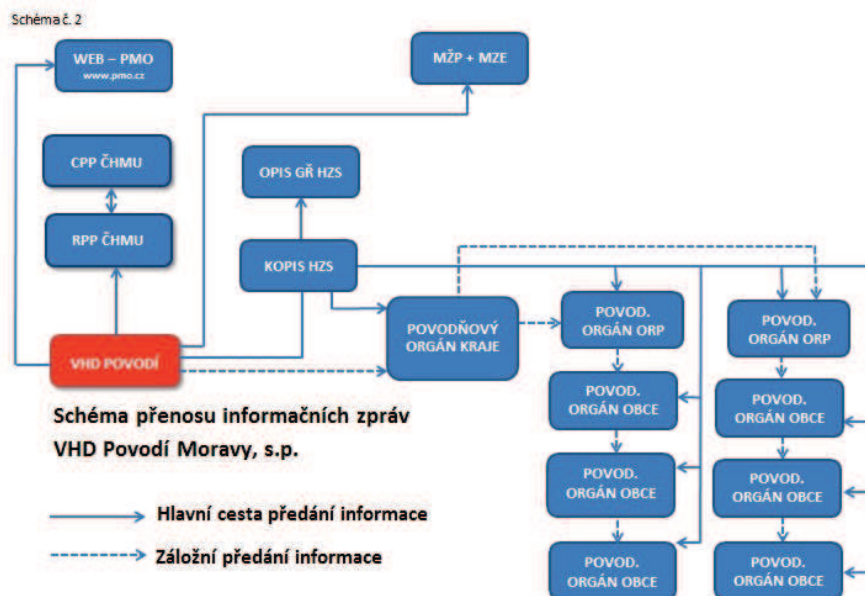 Schéma č. 2
WEB – PMO
www.pmo.cz
MŽP + MZE
CPP ČHMU
OPIS GŘ HZS
RPP ČHMU
KOPIS HZS
POVODŇOVÝ
ORGÁN KRAJE
POVOD.
ORGÁN ORP
POVOD.
ORGÁN ORP
VHD POVODÍ
POVOD.
ORGÁN OBCE
POVOD.
ORGÁN OBCE
Schéma přenosu informačních zpráv
VHD Povodí Moravy, s.p.
POVOD.
ORGÁN OBCE
POVOD.
ORGÁN OBCE
Hlavní cesta předání informace
Záložní předání informace
POVOD.
ORGÁN OBCE
POVOD.
ORGÁN OBCE